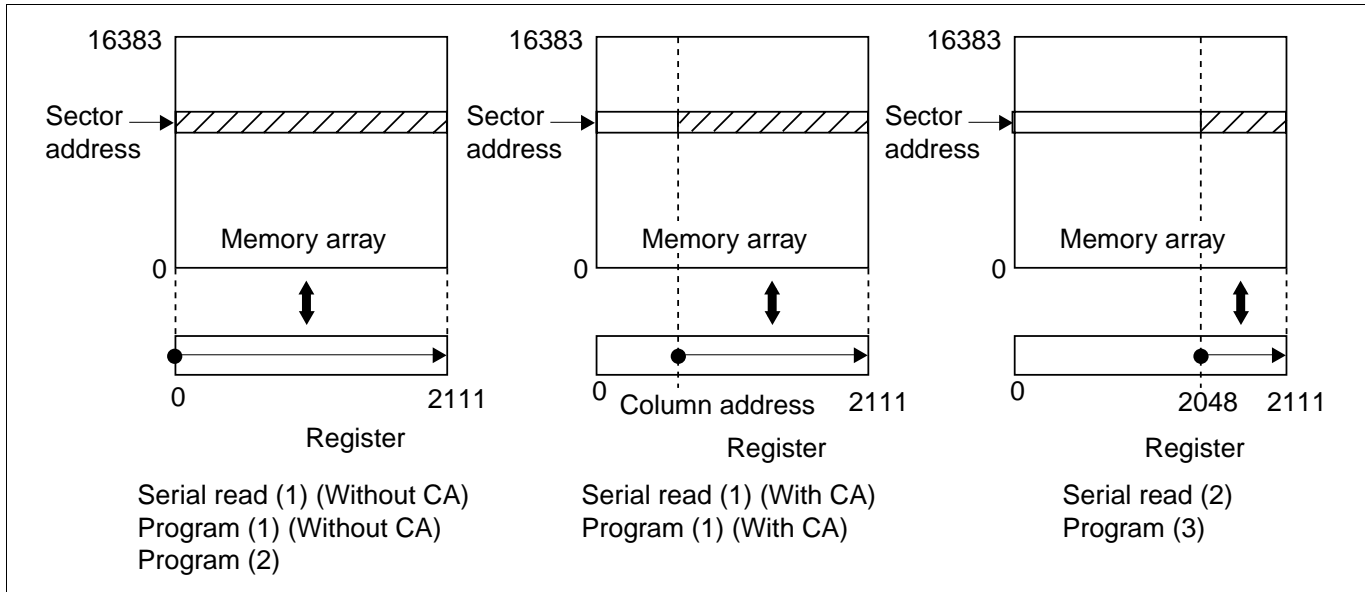 16383
Sector
address
Memory array
0
0
2111
Register
Serial read (1) (Without CA)
Program (1) (Without CA)
Program (2)
16383
Sector
address
Memory array
0
0
Column address
2111
Register
Serial read (1) (With CA)
Program (1) (With CA)
16383
Sector
address
Memory array
0
0
2048
2111
Register
Serial read (2)
Program (3)